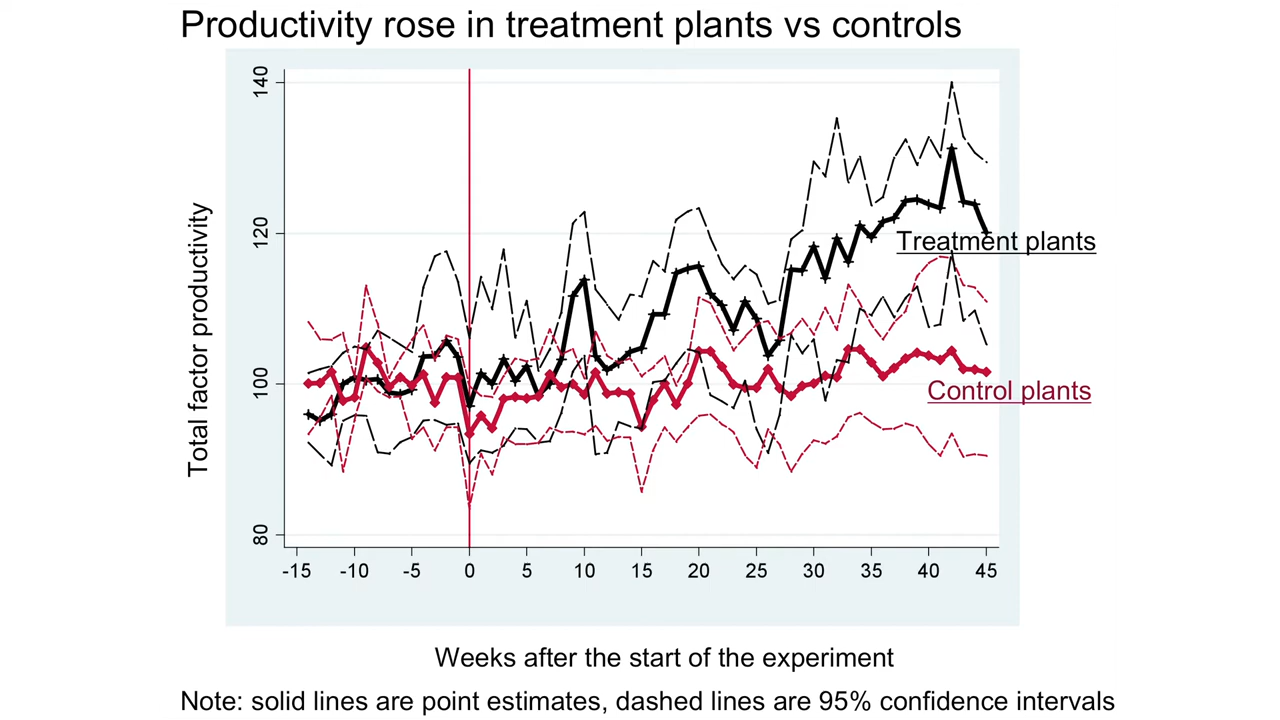 Productivity rose in treatment plants vs controls
Total factor productivity
140
120
100
80
Treatment plants
Control plants
-15 -10 -5 0 5 10 15 20 25 30 35 40 45
Weeks after the start of the experiment
Note: solid lines are point estimates, dashed lines are 95% confidence intervals